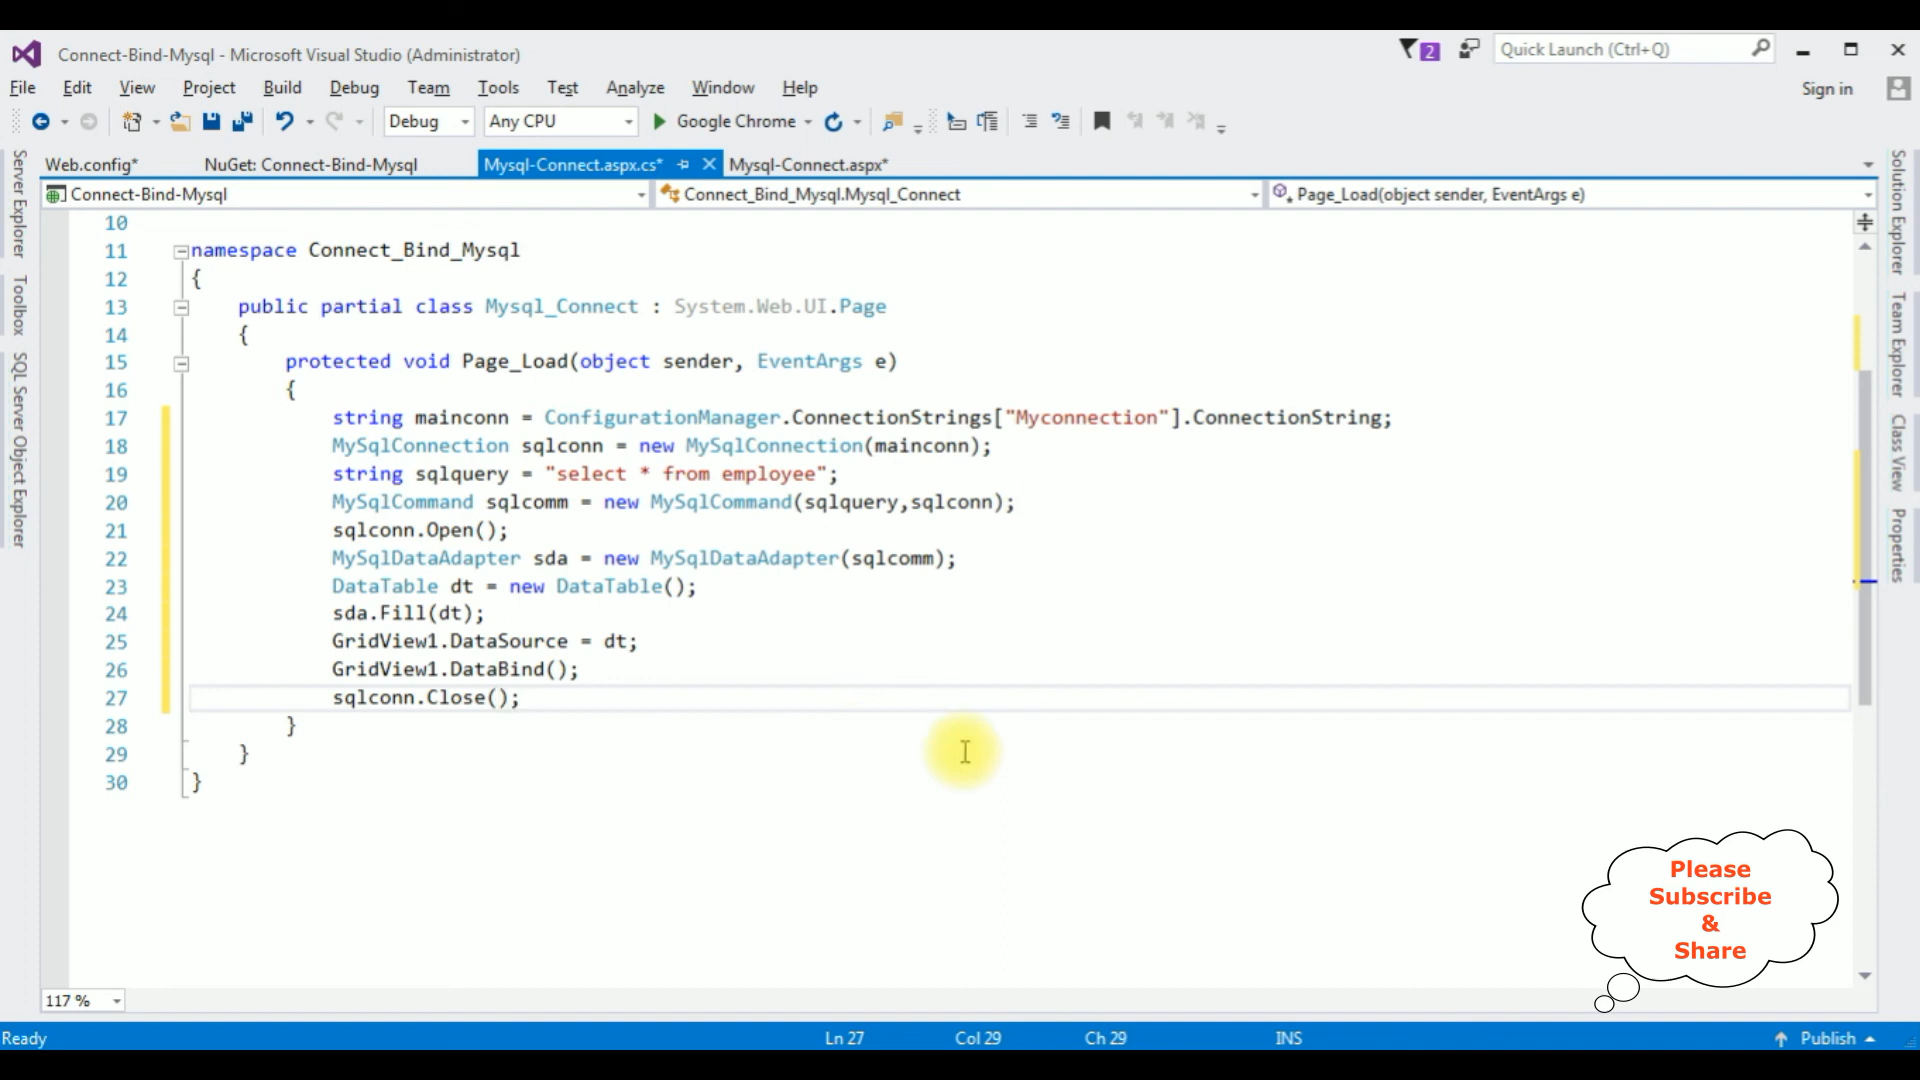 Connect-Bind-Mysql - Microsoft Visual Studio (Administrator)
2
Quick Launch (Ctrl+Q)
File Edit View Project Build Debug Team Tools Test Analyze Window Help
Sign in
Debug Any CPU Google Chrome
Web.config* NuGet: Connect-Bind-Mysql Mysql-Connect.aspx.cs* Mysql-Connect.aspx*
Connect-Bind-Mysql Connect_Bind_Mysql.Mysql_Connect Page_Load(object sender, EventArgs e)
Server Explorer
Toolbox
SQL Server Object Explorer
10
11 namespace Connect_Bind_Mysql
12 {
13 public partial class Mysql_Connect : System.Web.UI.Page
14 {
15 protected void Page_Load(object sender, EventArgs e)
16 {
17 string mainconn = ConfigurationManager.ConnectionStrings["Myconnection"].ConnectionString;
18 MySqlConnection sqlconn = new MySqlConnection(mainconn);
19 string sqlquery = "select * from employee";
20 MySqlCommand sqlcomm = new MySqlCommand(sqlquery,sqlconn);
21 sqlconn.Open();
22 MySqlDataAdapter sda = new MySqlDataAdapter(sqlcomm);
23 DataTable dt = new DataTable();
24 sda.Fill(dt);
25 GridView1.DataSource = dt;
26 GridView1.DataBind();
27 sqlconn.Close();
28 }
29 }
30 }
Solution Explorer
Team Explorer
Class View
Properties
Please
Subscribe
&
Share
117 %
Ready Ln 27 Col 29 Ch 29 INS Publish